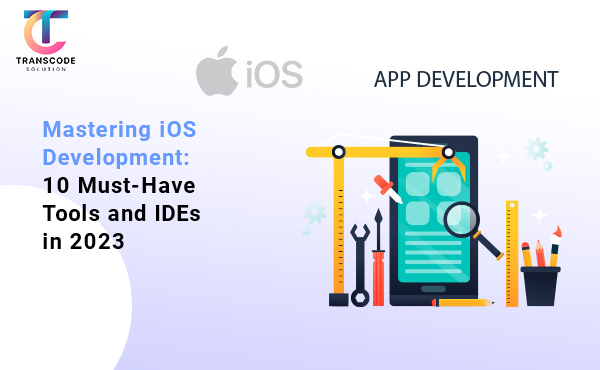 TRANSCODE
SOLUTION
iOS
APP DEVELOPMENT
Mastering iOS
Development:
10 Must-Have
Tools and IDEs
in 2023